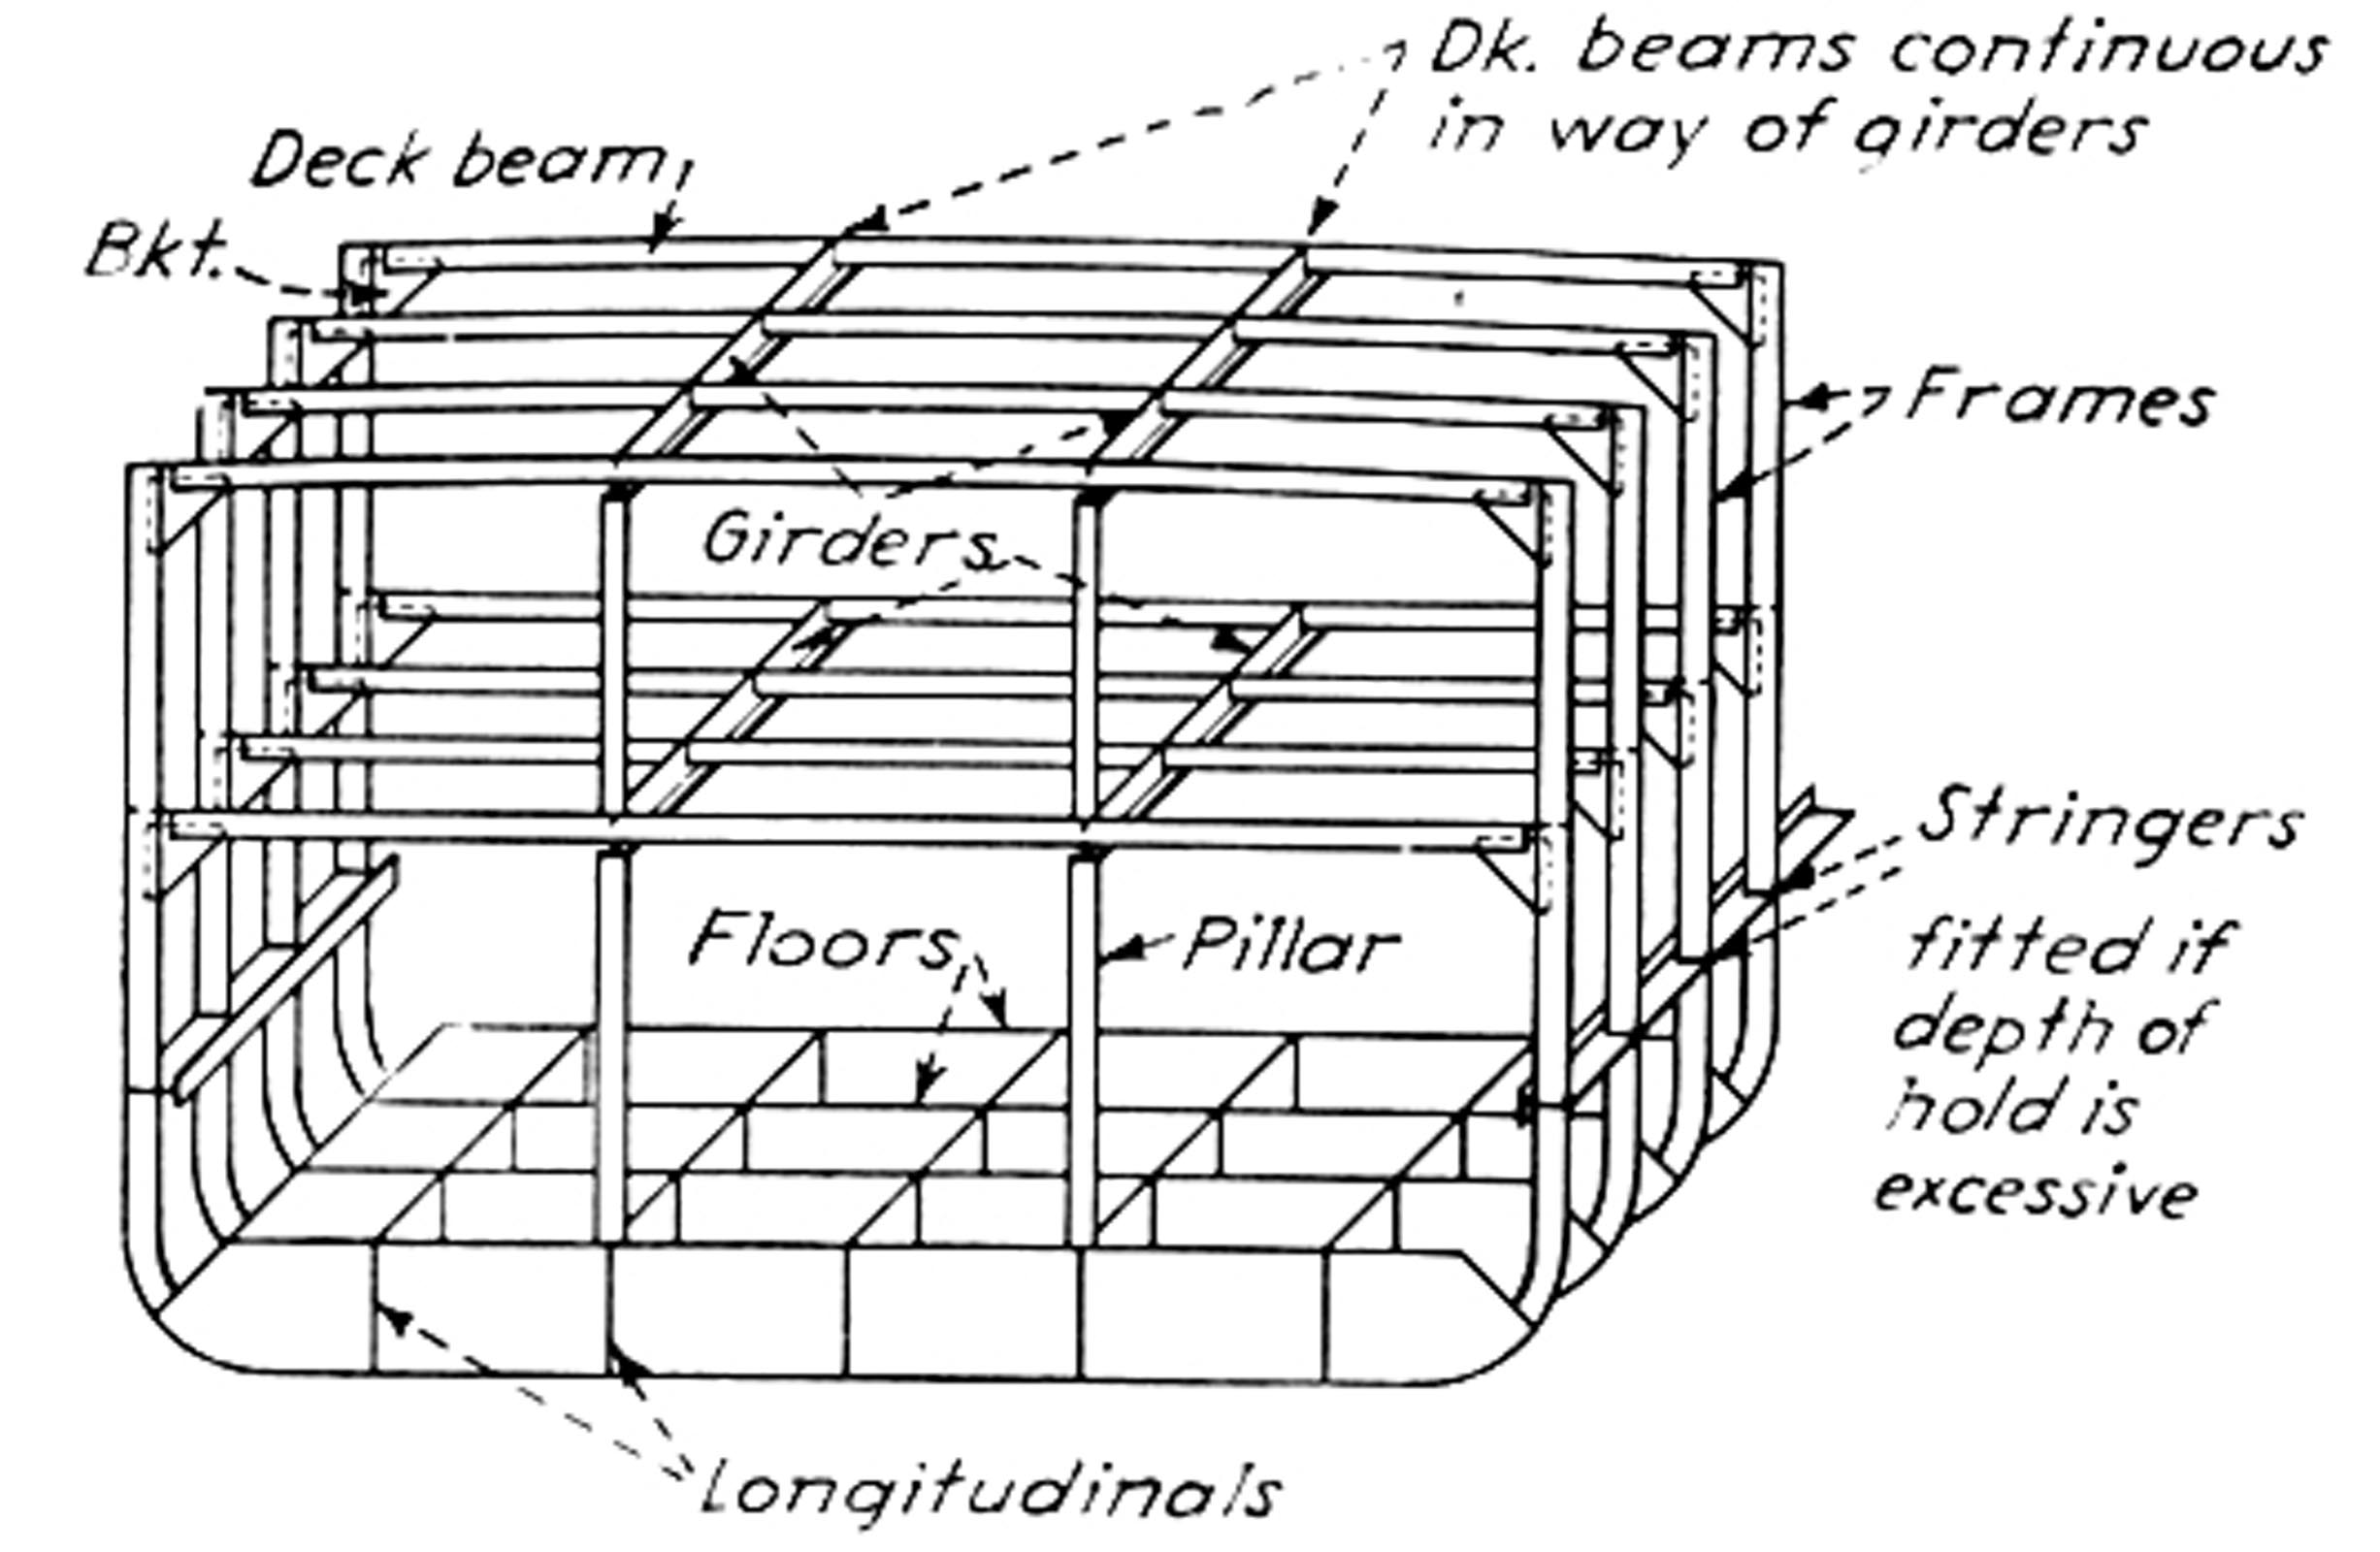 Dk. beams continuous
in way of girders
Deck beam
Bkt.
Frames
Girders
Stringers
fitted if
depth of
hold is
excessive
Floors
Pillar
Longitudinals